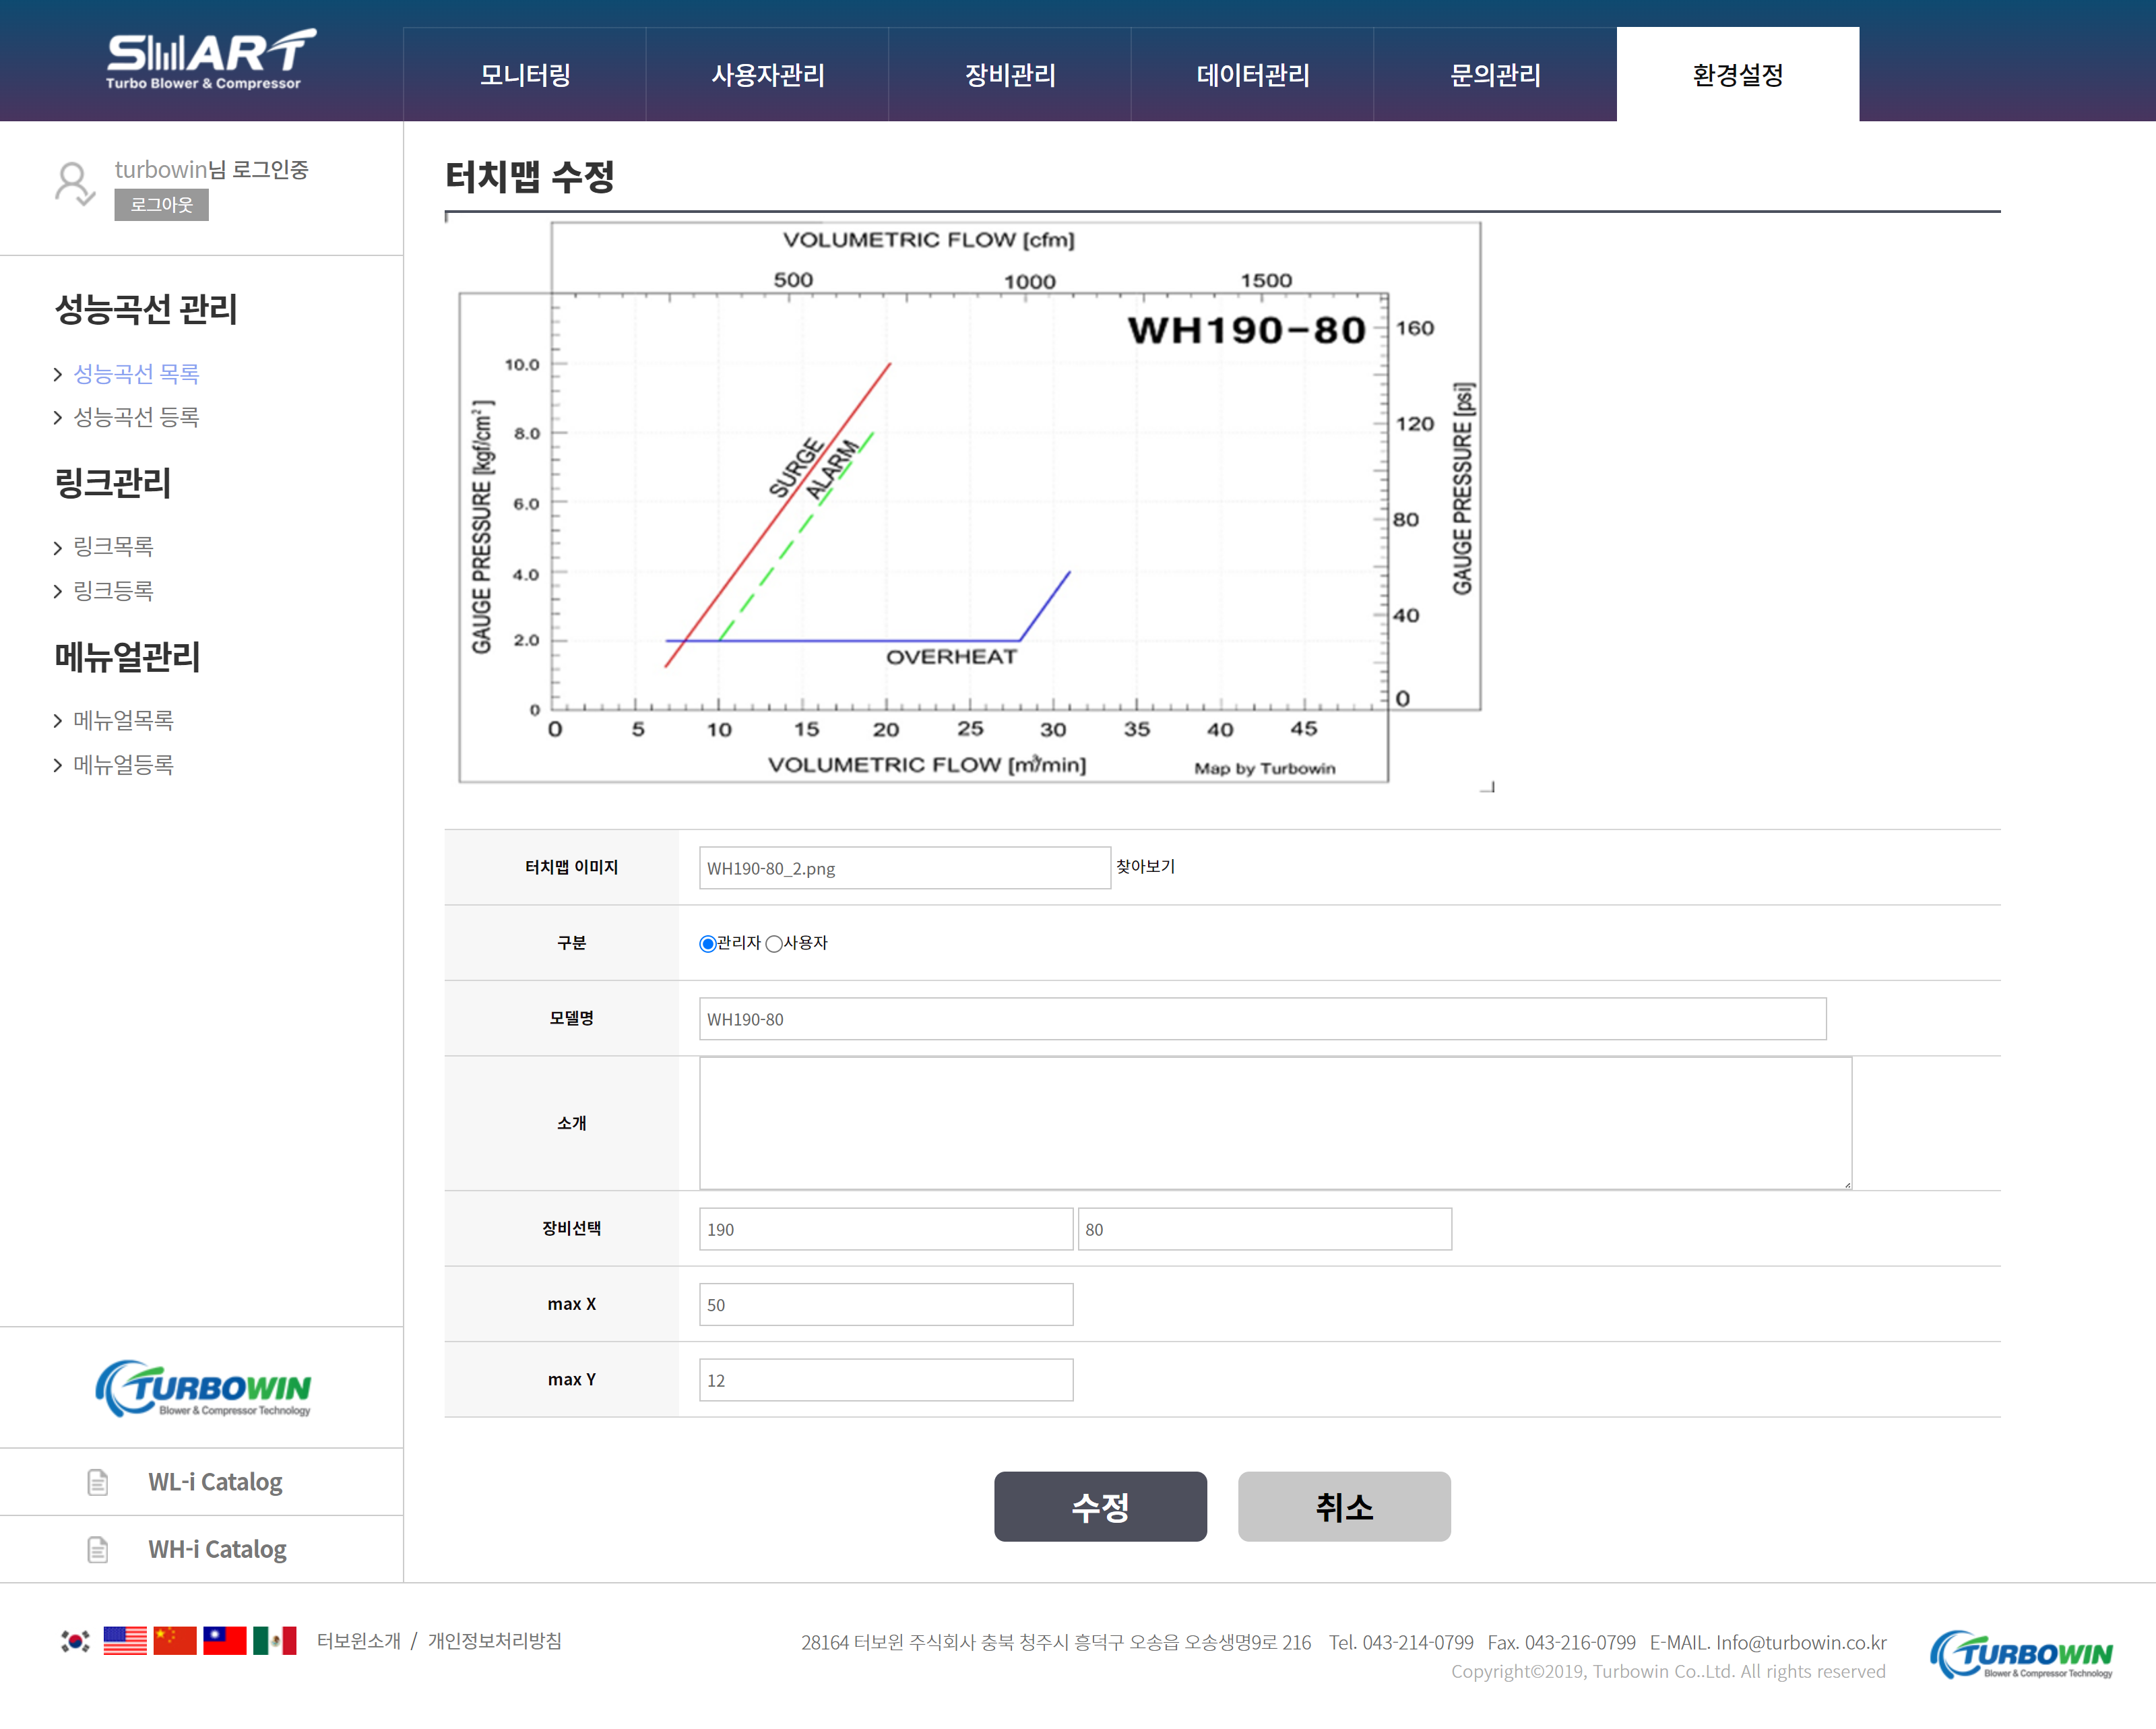 SMART
Turbo Blower & Compressor
모니터링
사용자관리
장비관리
데이터관리
문의관리
환경설정
turbowin님 로그인중
로그아웃
성능곡선 관리
성능곡선 목록
성능곡선 등록
링크관리
링크목록
링크등록
메뉴얼관리
메뉴얼목록
메뉴얼등록
TURBOWIN
Blower & Compressor Technology
WL-i Catalog
WH-i Catalog
터치맵 수정
VOLUMETRIC FLOW [cfm]
500 1000 1500
WH190-80
GAUGE PRESSURE [kgf/cm²]
10.0
8.0
6.0
4.0
2.0
0
SURGE
ALARM
OVERHEAT
160
120
80
40
0
GAUGE PRESSURE [psi]
0 5 10 15 20 25 30 35 40 45
VOLUMETRIC FLOW [m³/min]
Map by Turbowin
터치맵 이미지 WH190-80_2.png 찾아보기
구분 관리자 사용자
모델명 WH190-80
소개
장비선택 190 80
max X 50
max Y 12
수정 취소
터보윈소개 / 개인정보처리방침
28164 터보윈 주식회사 충북 청주시 흥덕구 오송읍 오송생명9로 216 Tel. 043-214-0799 Fax. 043-216-0799 E-MAIL. Info@turbowin.co.kr
Copyright©2019, Turbowin Co..Ltd. All rights reserved
TURBOWIN
Blower & Compressor Technology